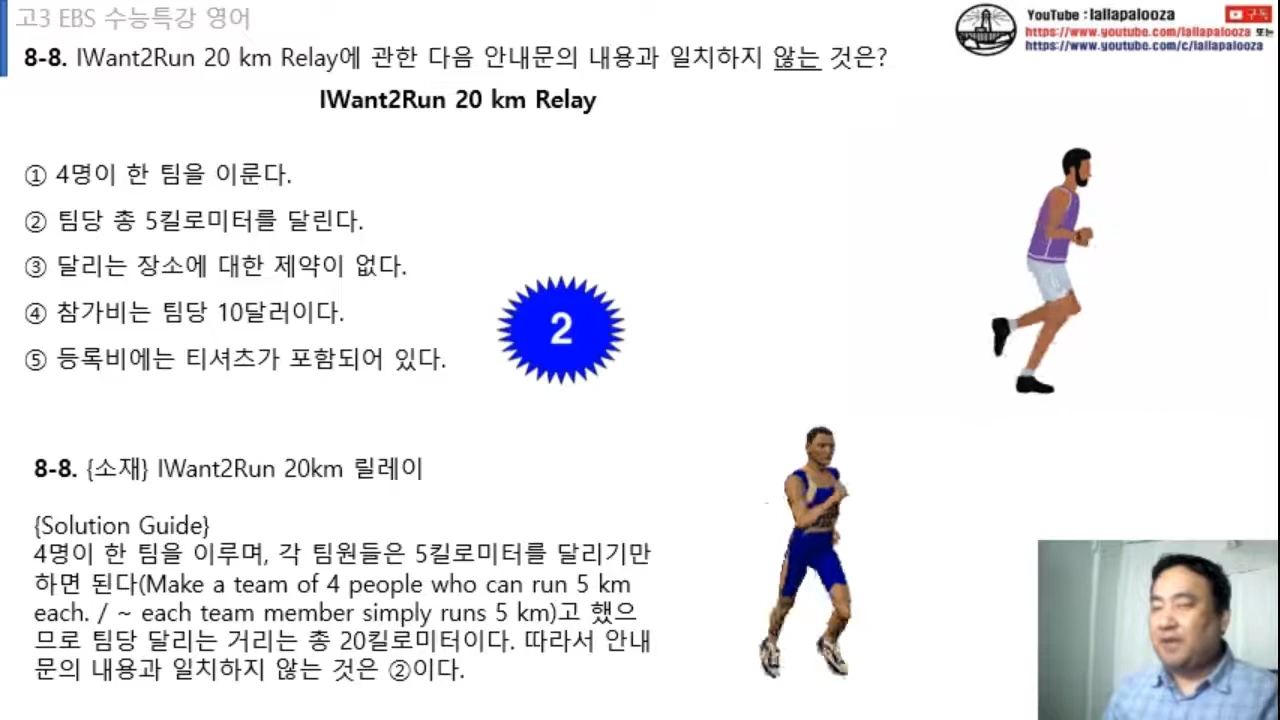 고3 EBS 수능특강 영어
YouTube : lallapalooza
구독
https://www.youtube.com/lallapalooza 또는
https://www.youtube.com/c/lallapalooza
8-8. IWant2Run 20 km Relay에 관한 다음 안내문의 내용과 일치하지 않는 것은?
IWant2Run 20 km Relay
① 4명이 한 팀을 이룬다.
② 팀당 총 5킬로미터를 달린다.
③ 달리는 장소에 대한 제약이 없다.
④ 참가비는 팀당 10달러이다.
⑤ 등록비에는 티셔츠가 포함되어 있다.
2
8-8. {소재} IWant2Run 20km 릴레이
{Solution Guide}
4명이 한 팀을 이루며, 각 팀원들은 5킬로미터를 달리기만
하면 된다(Make a team of 4 people who can run 5 km
each. / ~ each team member simply runs 5 km)고 했으
므로 팀당 달리는 거리는 총 20킬로미터이다. 따라서 안내
문의 내용과 일치하지 않는 것은 ②이다.